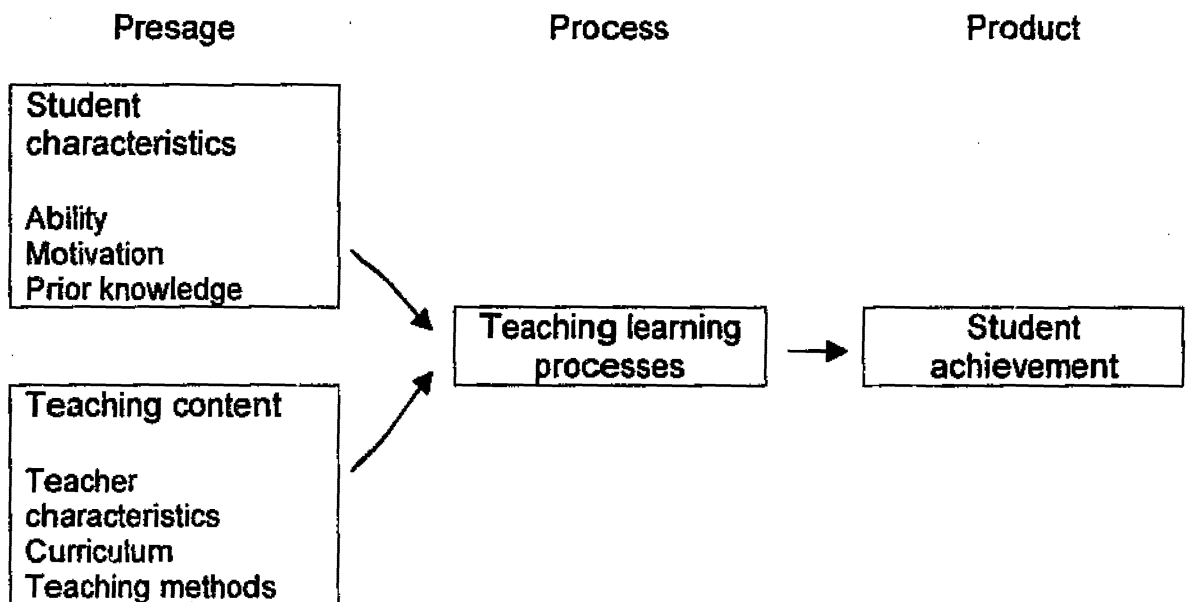 Presage Process Product
Student
characteristics
Ability
Motivation
Prior knowledge
Teaching content
Teacher
characteristics
Curriculum
Teaching methods
Teaching learning
processes
Student
achievement